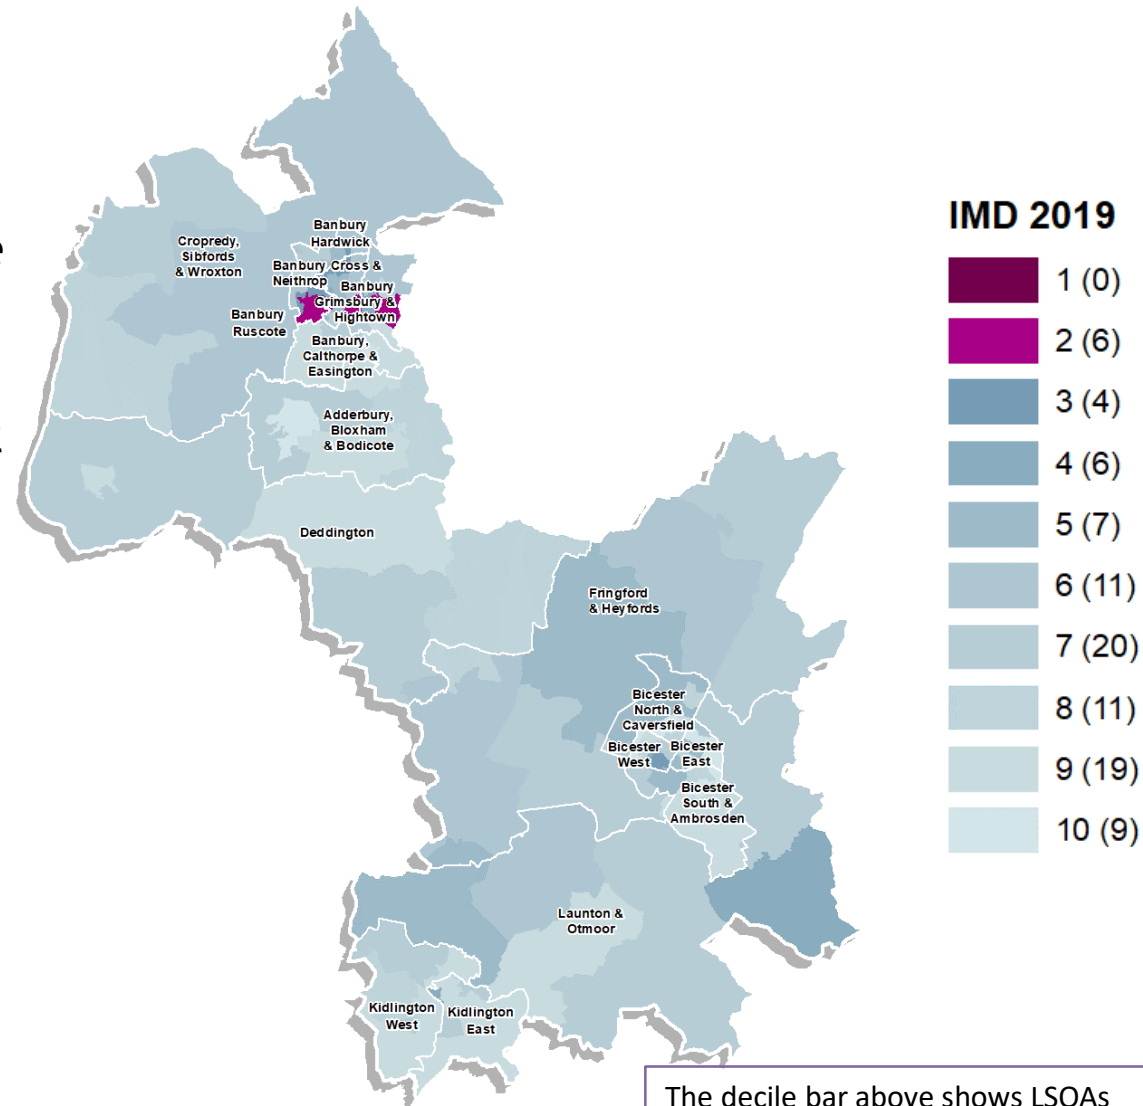 IMD 2019
1 (0)
2 (6)
3 (4)
4 (6)
5 (7)
6 (11)
7 (20)
8 (11)
9 (19)
10 (9)
Banbury
Hardwick
Cropredy,
Sibfords
& Wroxton
Banbury Cross &
Neithrop
Banbury
Grimsbury &
Hightown
Banbury
Ruscote
Banbury,
Calthorpe &
Easington
Adderbury,
Bloxham
& Bodicote
Deddington
Fringford
& Heyfords
Bicester
North &
Caversfield
Bicester
West
Bicester
East
Bicester
South &
Ambrosden
Launton &
Otmoor
Kidlington
West
Kidlington
East
The decile bar above shows LSOAs